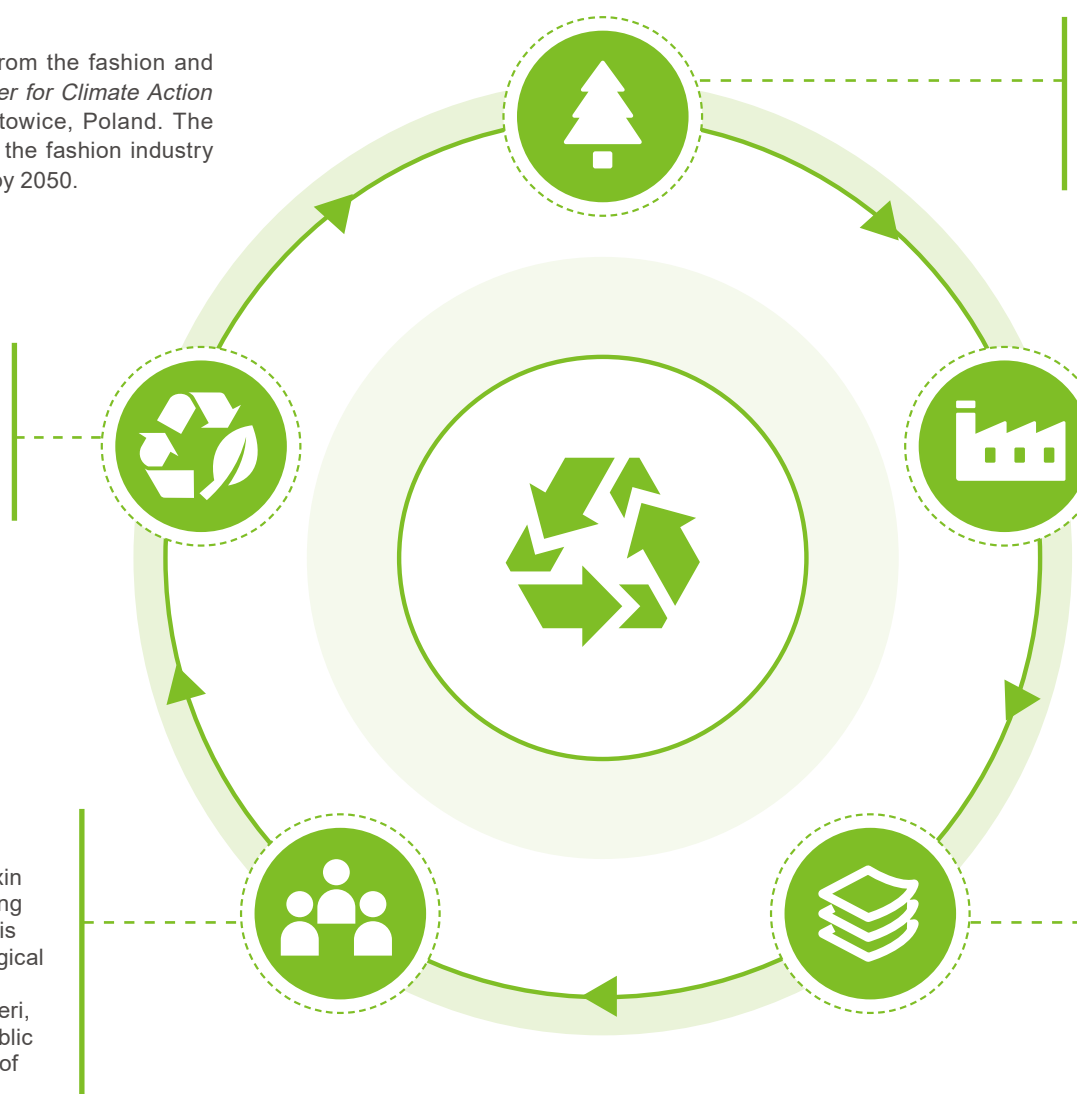 rom the fashion and
er for Climate Action
towice, Poland. The
the fashion industry
by 2050.
xin
ng
is
gical
eri,
blic
of